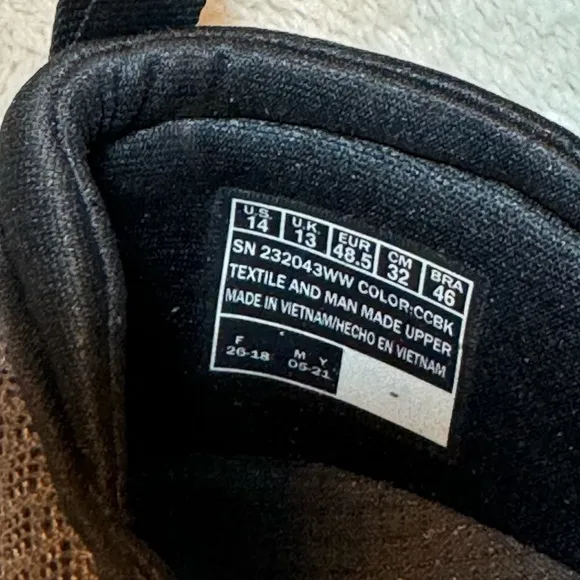 U.S. U.K. EUR CM BRA
14 13 48.5 32 46
SN 232043WW COLOR:CCBK
TEXTILE AND MAN MADE UPPER
MADE IN VIETNAM/HECHO EN VIETNAM
F M Y
26-18 05-21